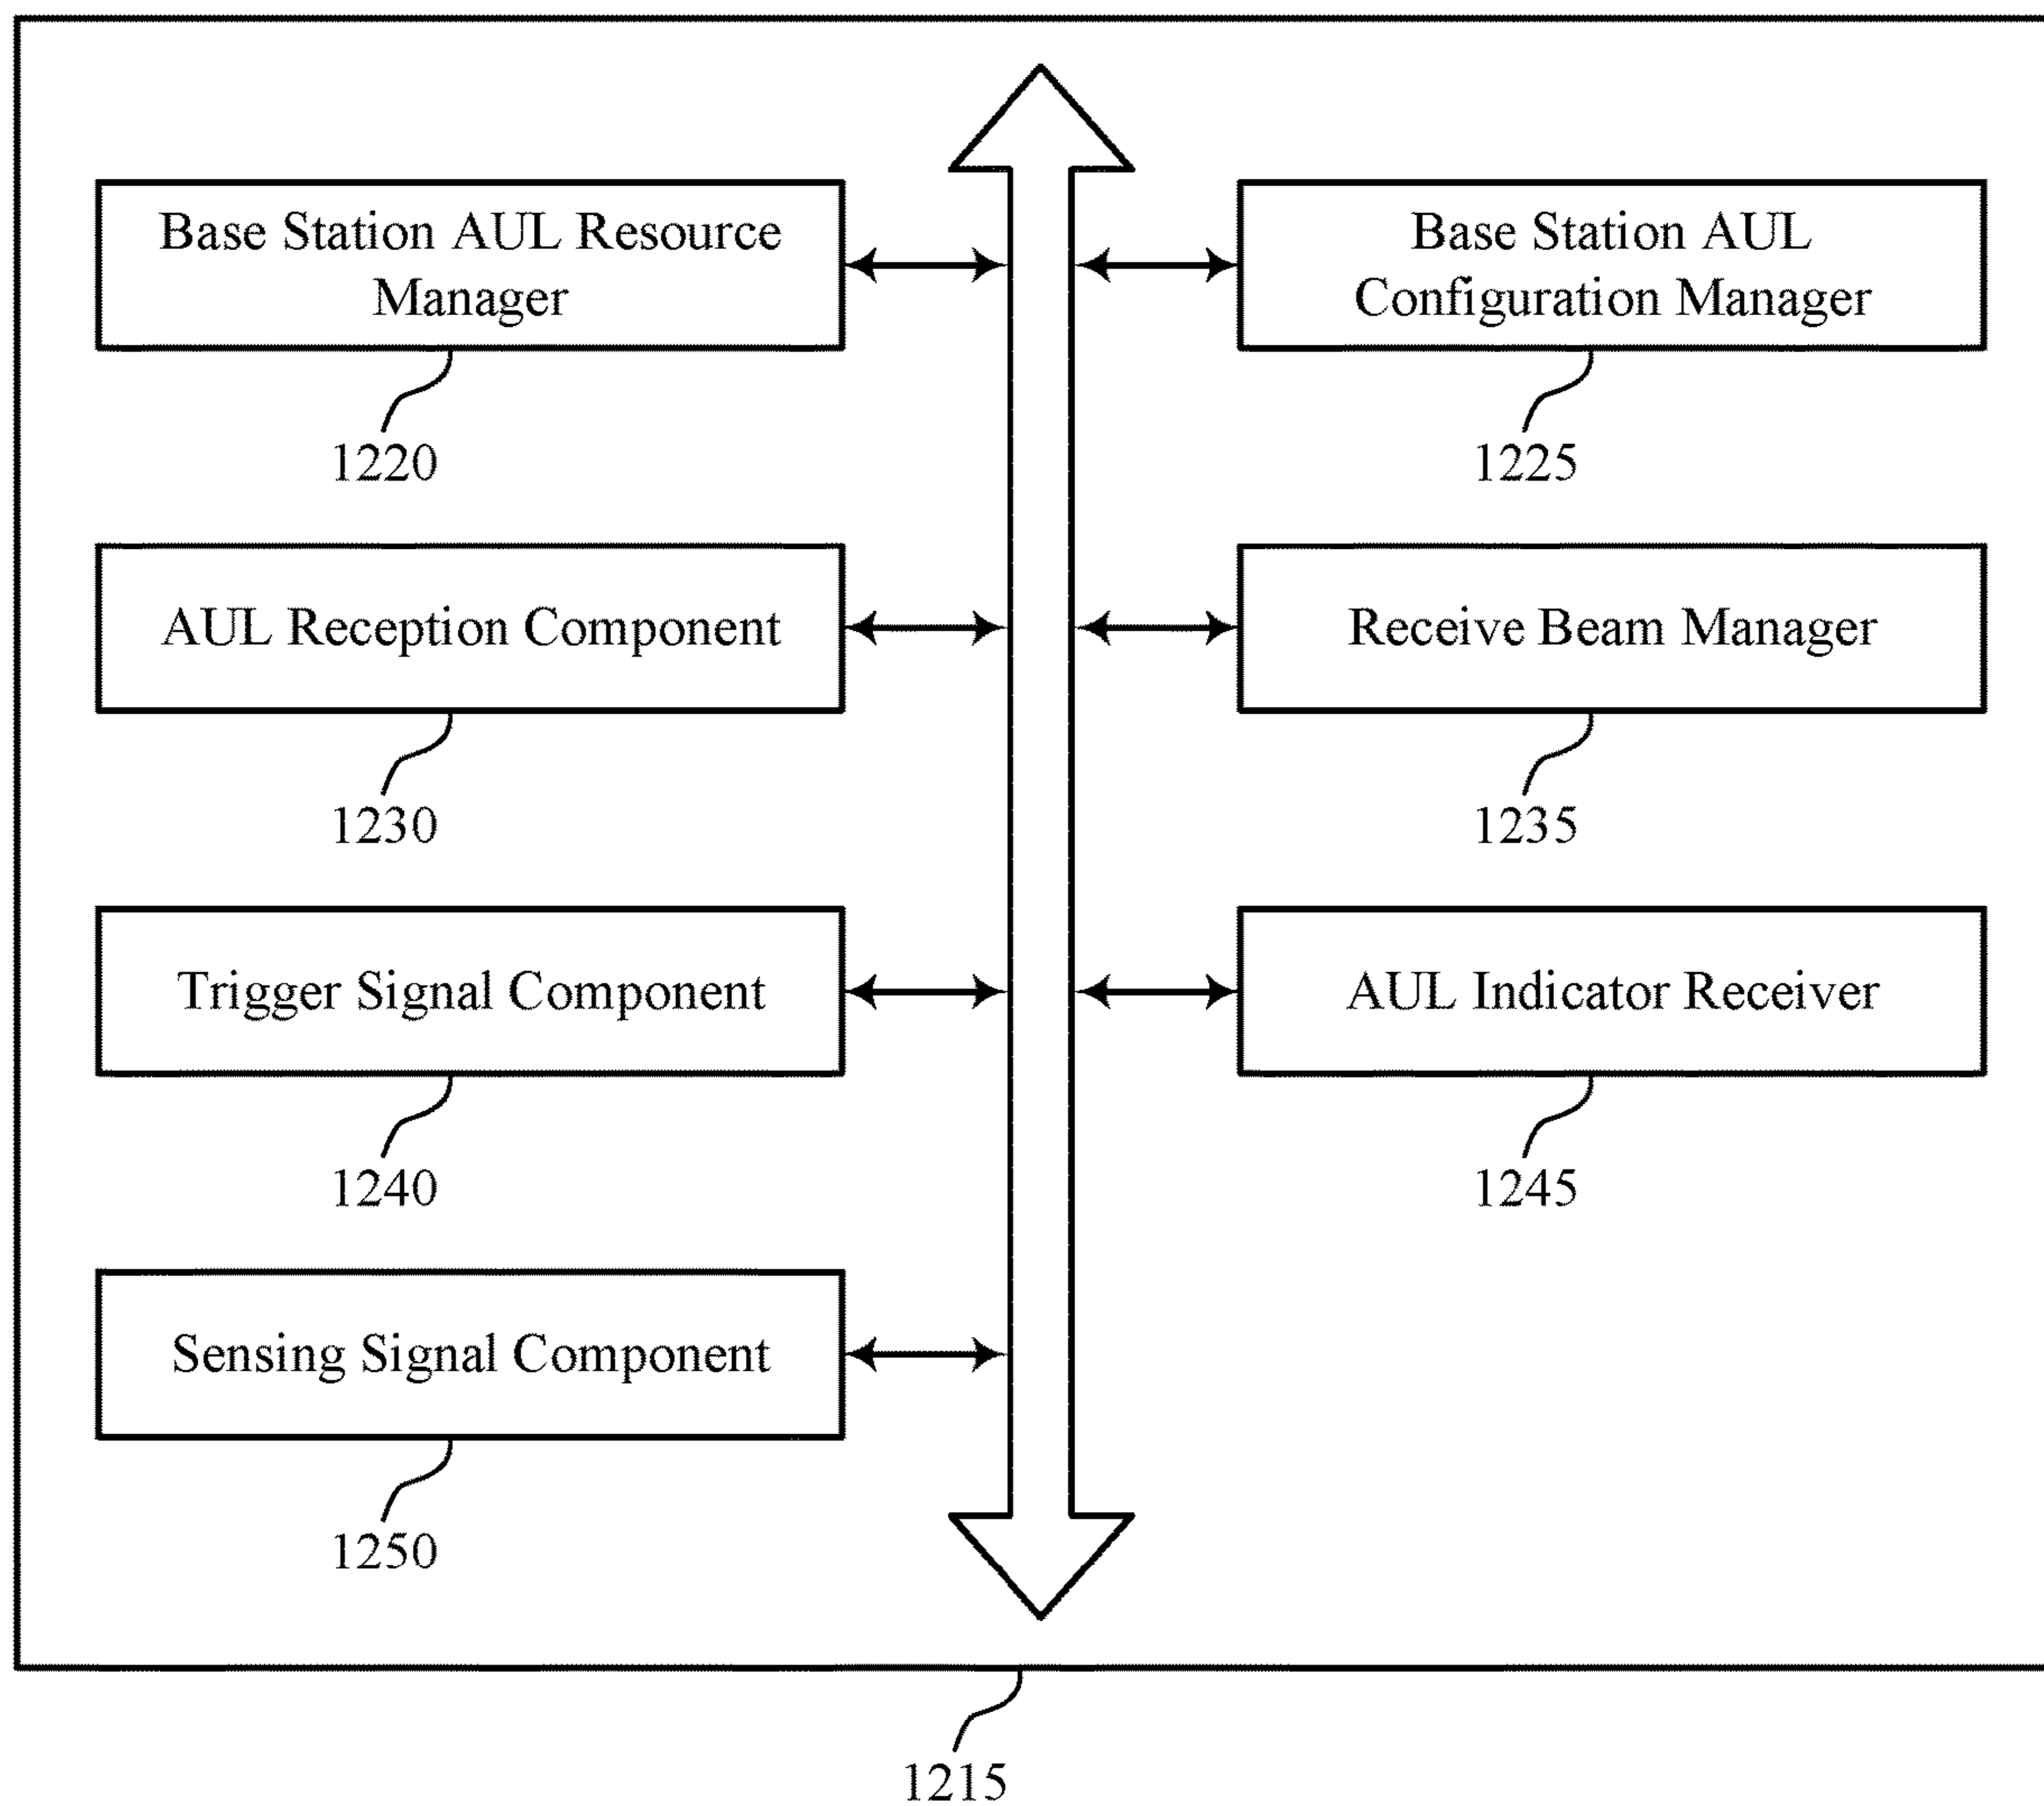 Base Station AUL Resource
Manager
1220
Base Station AUL
Configuration Manager
1225
AUL Reception Component
1230
Receive Beam Manager
1235
Trigger Signal Component
1240
AUL Indicator Receiver
1245
Sensing Signal Component
1250
1215